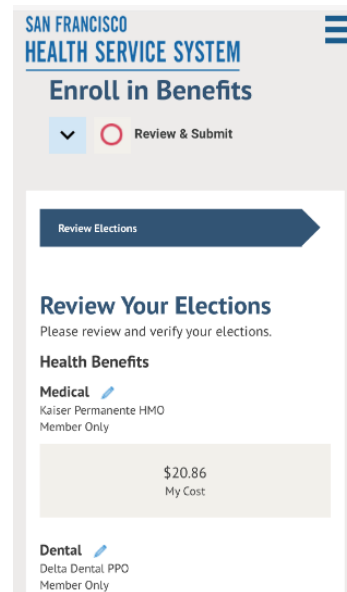 SAN FRANCISCO
HEALTH SERVICE SYSTEM
Enroll in Benefits
Review & Submit
Review Elections
Review Your Elections
Please review and verify your elections.
Health Benefits
Medical
Kaiser Permanente HMO
Member Only
$20.86
My Cost
Dental
Delta Dental PPO
Member Only